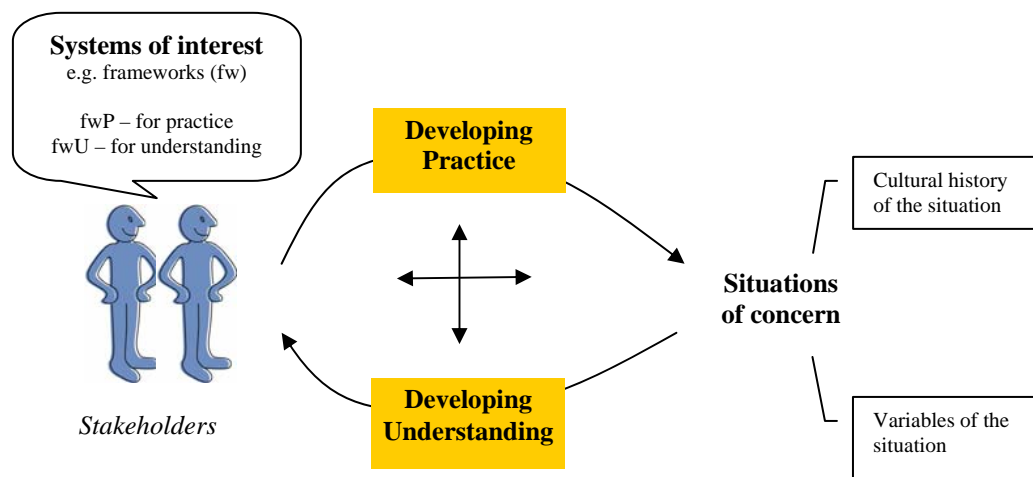 Systems of interest
e.g. frameworks (fw)
fwP – for practice
fwU – for understanding
Stakeholders
Developing
Practice
Developing
Understanding
Situations
of concern
Cultural history
of the situation
Variables of the
situation